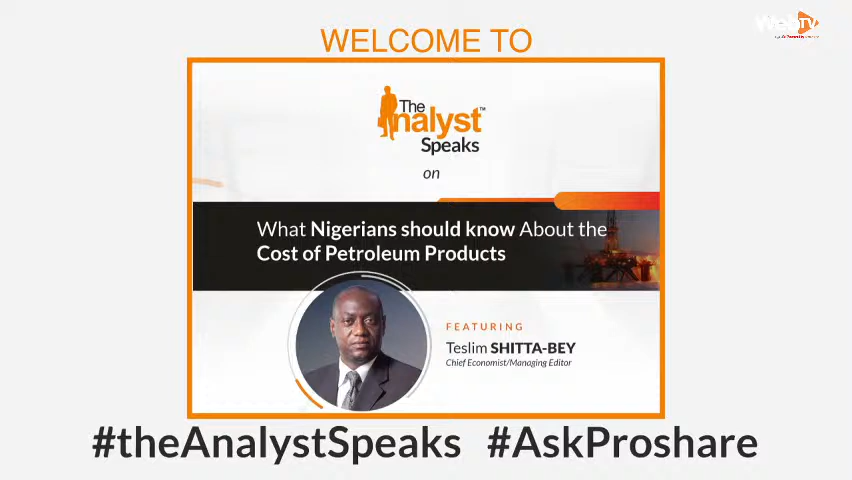 WebTV
WELCOME TO
The
Analyst™
Speaks
on
What Nigerians should know About the
Cost of Petroleum Products
FEATURING
Teslim SHITTA-BEY
Chief Economist/Managing Editor
#theAnalystSpeaks #AskProshare